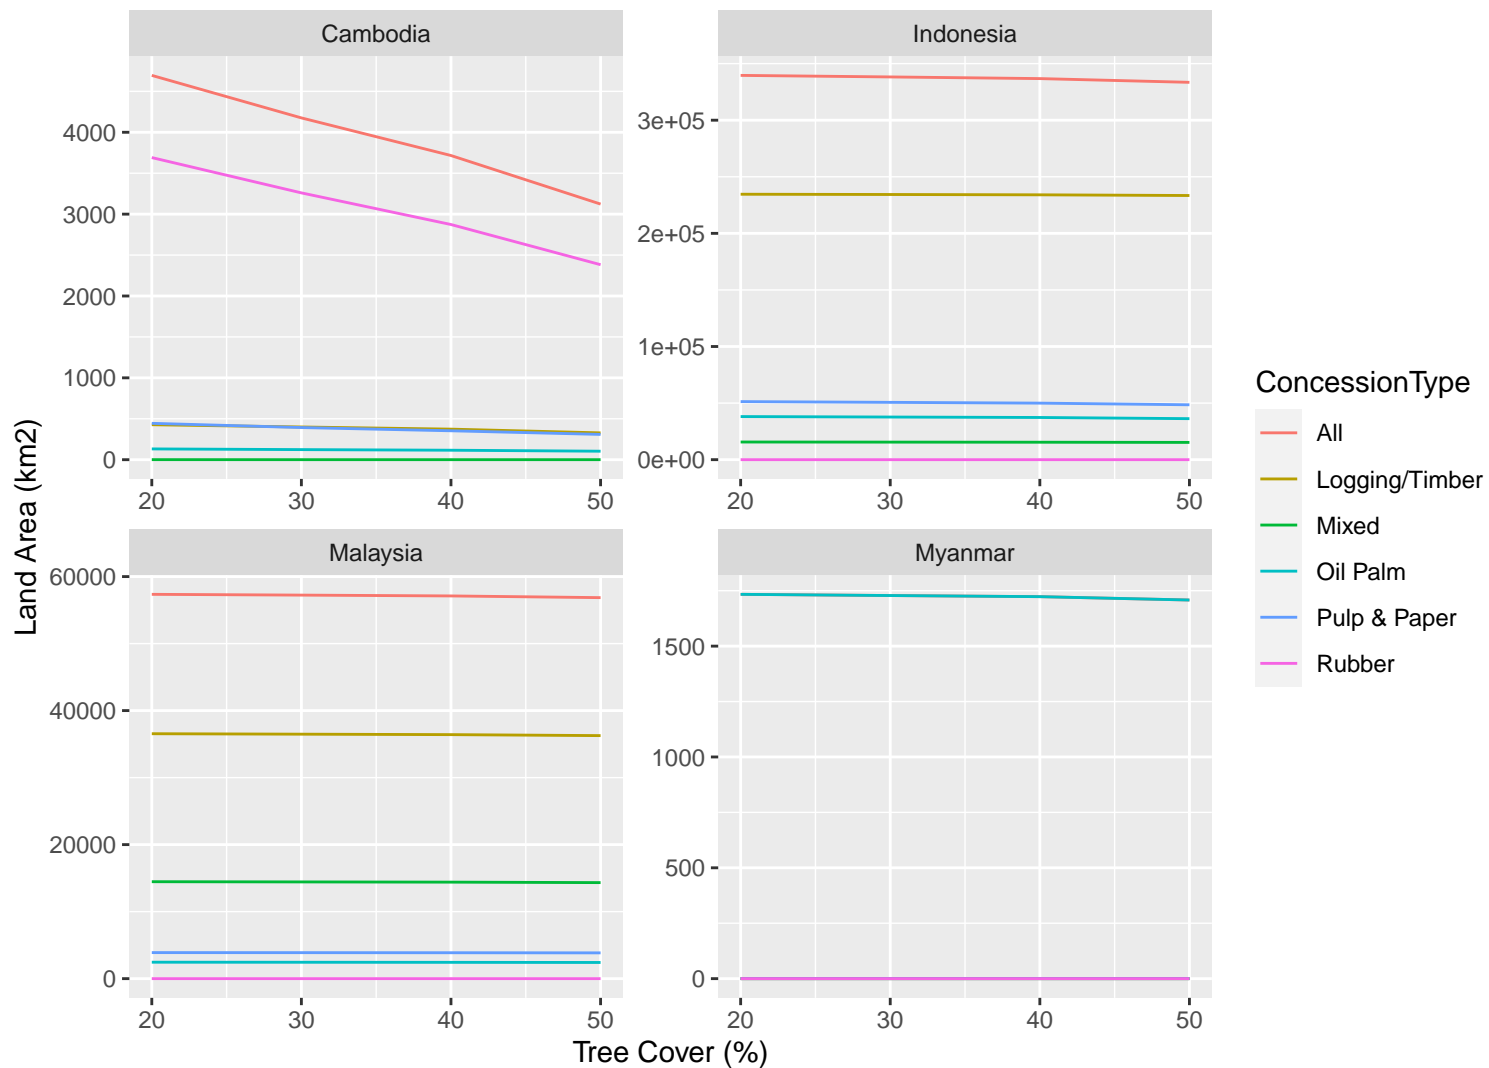 Cambodia
Indonesia
4000
3000
2000
1000
0
20 30 40 50
3e+05
2e+05
1e+05
0e+00
20 30 40 50
Malaysia
Myanmar
60000
40000
20000
0
20 30 40 50
1500
1000
500
0
20 30 40 50
Land Area (km2)
Tree Cover (%)
ConcessionType
All
Logging/Timber
Mixed
Oil Palm
Pulp & Paper
Rubber